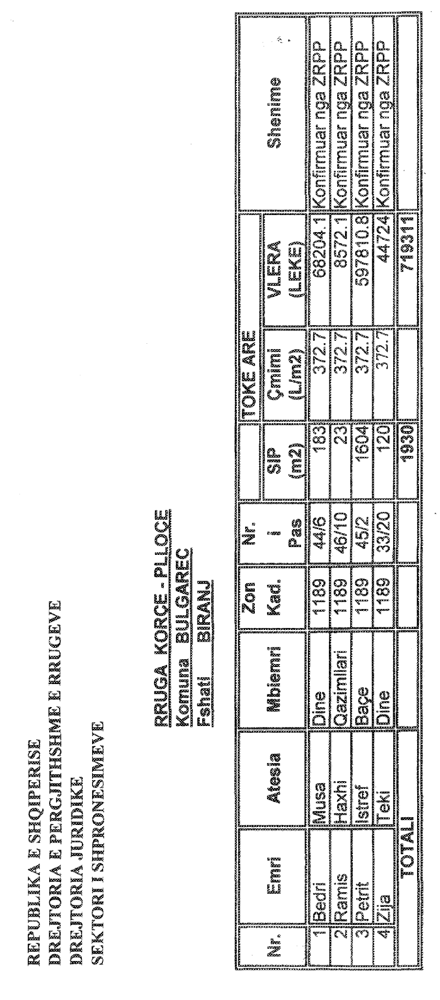 REPUBLIKA E SHQIPERISE
DREJTORIA E PERGJITHSHME E RRUGEVE
DREJTORIA JURIDIKE
SEKTORI I SHPRONESIMEVE
RRUGA KORÇE - PLLOÇE
Komuna BULGAREC
Fshati BIRANJ
Nr. Emri Atesia Mbiemri Zon Kad. Nr. i Pas TOKE ARE Shenime
SIP (m2) Çmimi (L/m2) VLERA (LEKE)
1 Bedri Musa Dine 1189 44/6 183 372.7 68204.1 Konfirmuar nga ZRPP
2 Ramis Haxhi Qazimllari 1189 46/10 23 372.7 8572.1 Konfirmuar nga ZRPP
3 Petrit Istref Baçe 1189 45/2 1604 372.7 597810.8 Konfirmuar nga ZRPP
4 Zija Teki Dine 1189 33/20 120 372.7 44724 Konfirmuar nga ZRPP
TOTALI 1930 719311